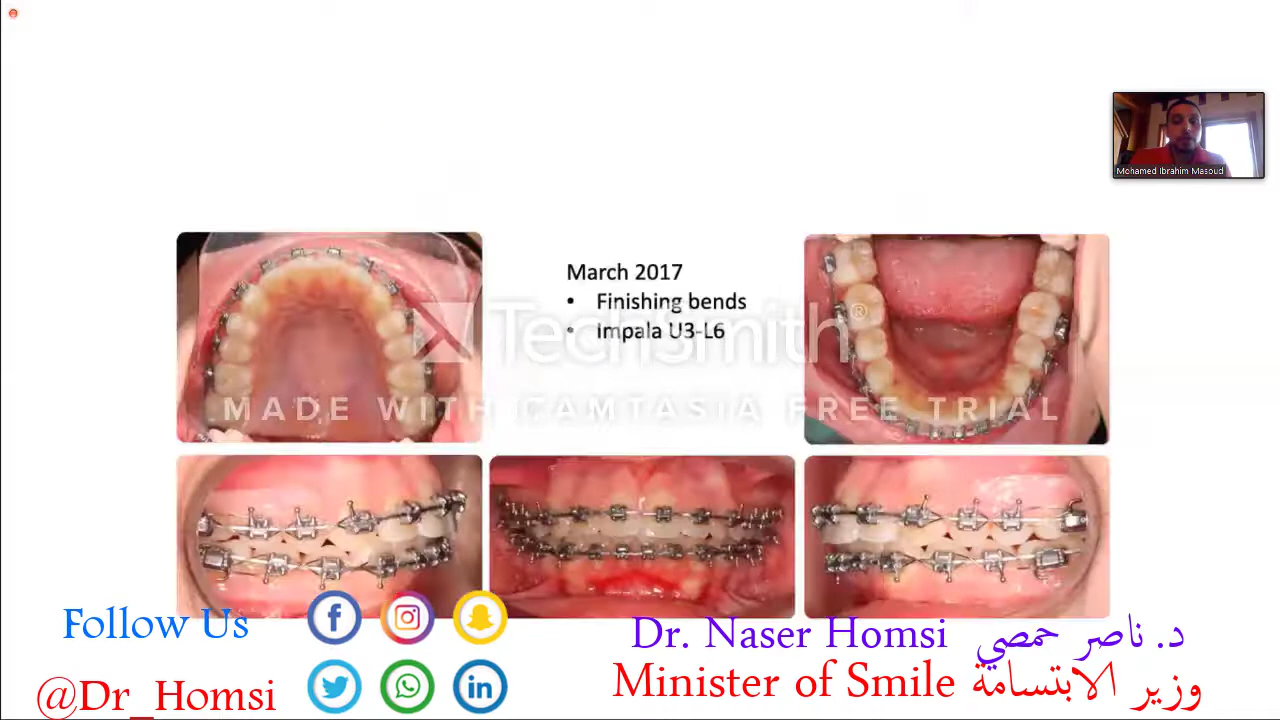 Mohamed Ibrahim Masoud
March 2017
• Finishing bends
• Impala U3-L6
TechSmith®
MADE WITH CAMTASIA FREE TRIAL
Follow Us
@Dr_Homsi
Dr. Naser Homsi د. ناصر حمصي
Minister of Smile وزير الابتسامة